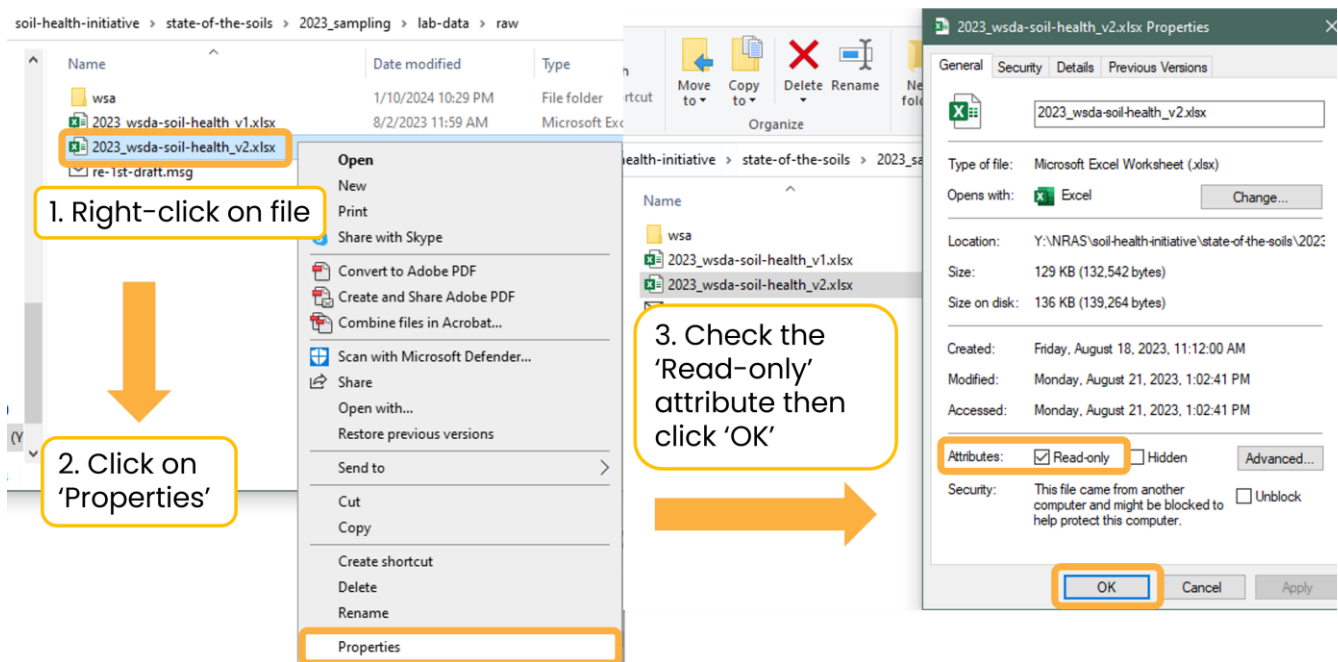 soil-health-initiative > state-of-the-soils > 2023_sampling > lab-data > raw
Name Date modified Type
wsa 1/10/2024 10:29 PM File folder
2023_wsda-soil-health_v1.xlsx 8/2/2023 11:59 AM Microsoft Exc
2023_wsda-soil-health_v2.xlsx
re-1st-draft.msg
1. Right-click on file
2. Click on
'Properties'
(Y
Open
New
Print
Share with Skype
Convert to Adobe PDF
Create and Share Adobe PDF
Combine files in Acrobat...
Scan with Microsoft Defender...
Share
Open with...
Restore previous versions
Send to >
Cut
Copy
Create shortcut
Delete
Rename
Properties
Move to
Copy to
Delete
Rename
Ne
fol
rtcut
Organize
ealth-initiative > state-of-the-soils > 2023_sa
Name
wsa
2023_wsda-soil-health_v1.xlsx
2023_wsda-soil-health_v2.xlsx
3. Check the
'Read-only'
attribute then
click 'OK'
2023_wsda-soil-health_v2.xlsx Properties
General Security Details Previous Versions
2023_wsda-soil-health_v2.xlsx
Type of file: Microsoft Excel Worksheet (.xlsx)
Opens with: Excel Change...
Location: Y:\NRAS\soil-health-initiative\state-of-the-soils\2023
Size: 129 KB (132,542 bytes)
Size on disk: 136 KB (139,264 bytes)
Created: Friday, August 18, 2023, 11:12:00 AM
Modified: Monday, August 21, 2023, 1:02:41 PM
Accessed: Monday, August 21, 2023, 1:02:41 PM
Attributes: Read-only Hidden Advanced...
Security: This file came from another
computer and might be blocked to
help protect this computer.
Unblock
OK Cancel Apply